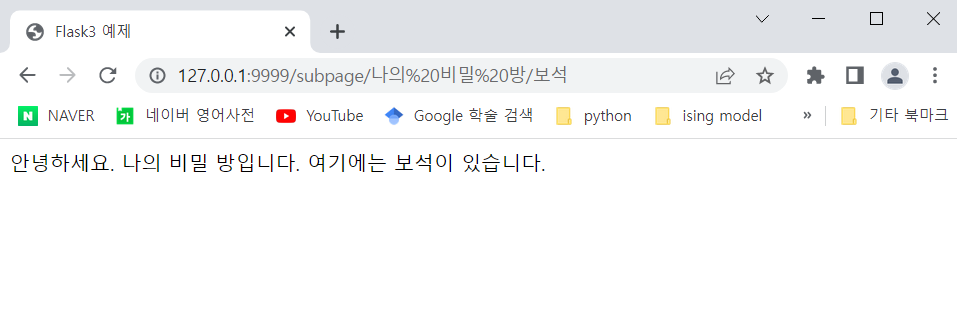 Flask3 예제
127.0.0.1:9999/subpage/나의%20비밀%20방/보석
N NAVER 가 네이버 영어사전 YouTube Google 학술 검색 python ising model » 기타 북마크
안녕하세요. 나의 비밀 방입니다. 여기에는 보석이 있습니다.